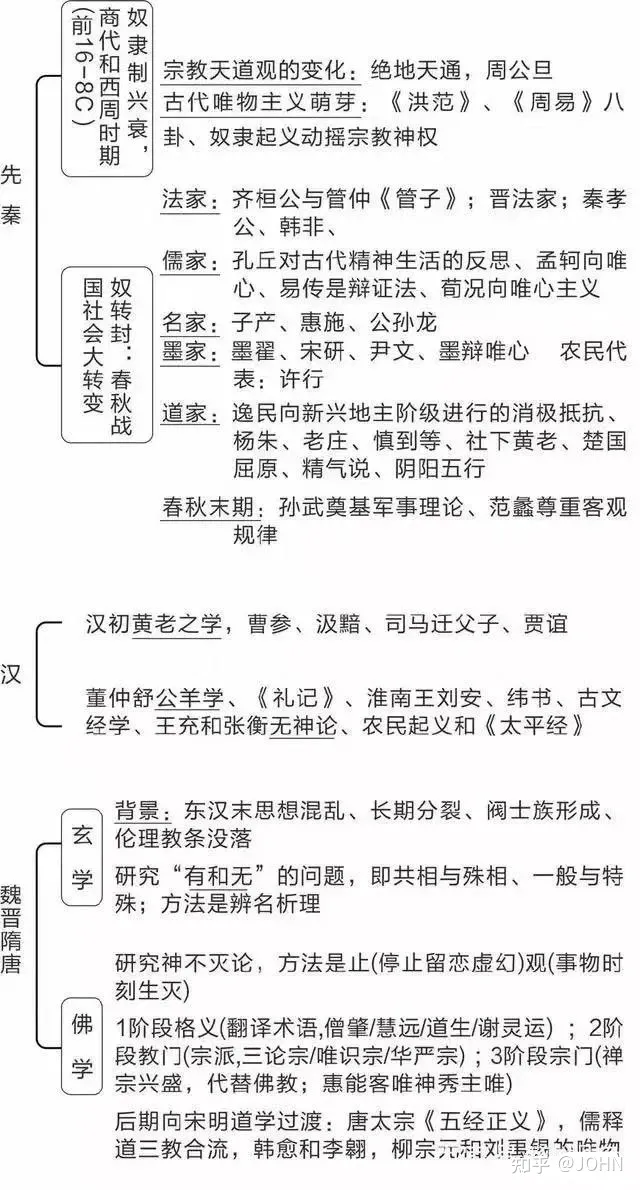 先秦
奴隶制兴衰，
商代和西周时期
(前16-8C)
宗教天道观的变化：绝地天通，周公旦
古代唯物主义萌芽：《洪范》、《周易》八
卦、奴隶起义动摇宗教神权
奴转封：春秋战
国社会大转变
法家：齐桓公与管仲《管子》；晋法家；秦孝
公、韩非、
儒家：孔丘对古代精神生活的反思、孟轲向唯
心、易传是辩证法、荀况向唯心主义
名家：子产、惠施、公孙龙
墨家：墨翟、宋研、尹文、墨辩唯心 农民代
表：许行
道家：逸民向新兴地主阶级进行的消极抵抗、
杨朱、老庄、慎到等、社下黄老、楚国
屈原、精气说、阴阳五行
春秋末期：孙武奠基军事理论、范蠡尊重客观
规律
汉
汉初黄老之学，曹参、汲黯、司马迁父子、贾谊
董仲舒公羊学、《礼记》、淮南王刘安、纬书、古文
经学、王充和张衡无神论、农民起义和《太平经》
魏晋隋唐
玄学
背景：东汉末思想混乱、长期分裂、阀士族形成、
伦理教条没落
研究“有和无”的问题，即共相与殊相、一般与特
殊；方法是辨名析理
佛学
研究神不灭论，方法是止(停止留恋虚幻)观(事物时
刻生灭)
1阶段格义(翻译术语,僧肇/慧远/道生/谢灵运)；2阶
段教门(宗派,三论宗/唯识宗/华严宗)；3阶段宗门(禅
宗兴盛，代替佛教；惠能客唯神秀主唯)
后期向宋明道学过渡：唐太宗《五经正义》，儒释
道三教合流，韩愈和李翱，柳宗元和刘禹锡的唯物
知乎 @JOHN